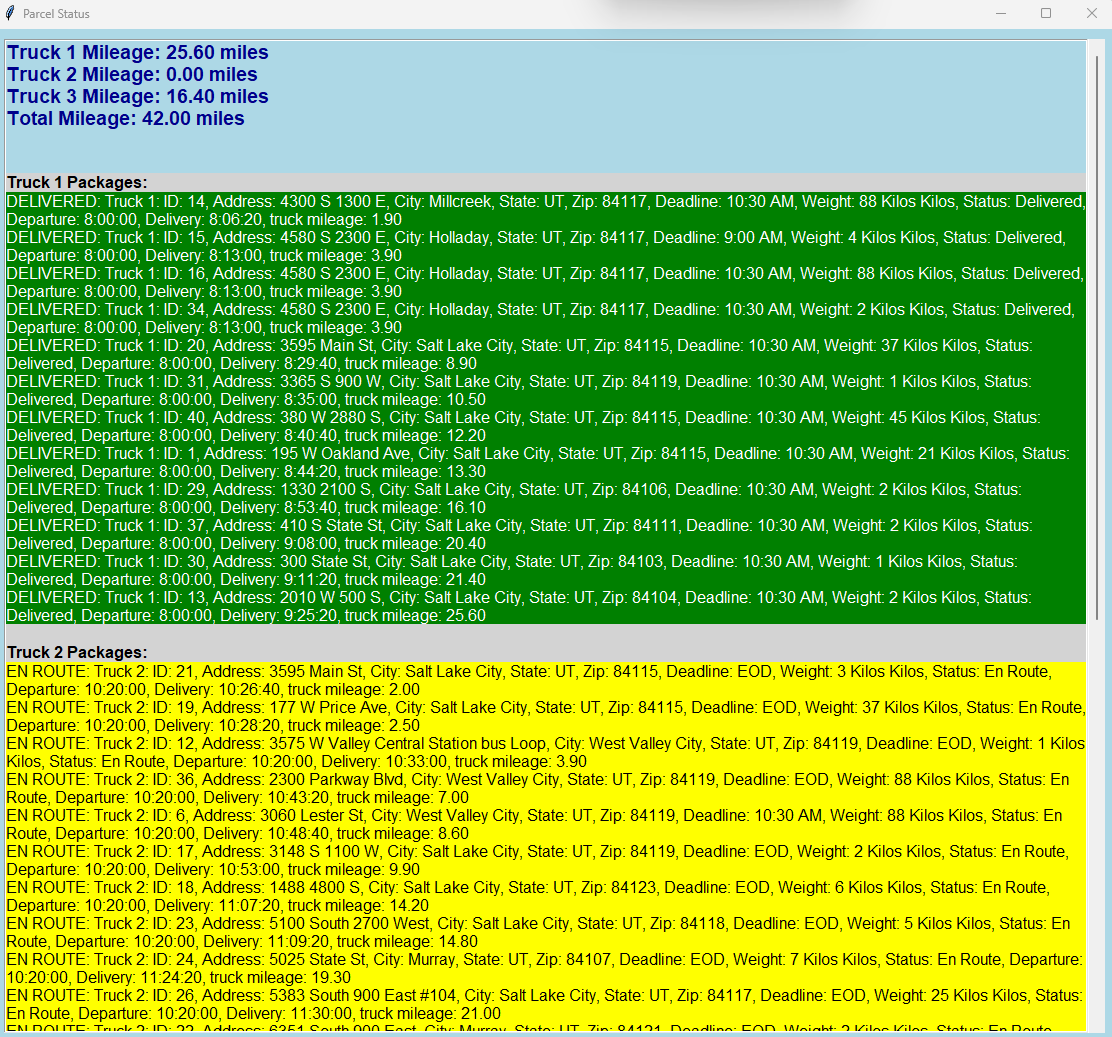 Parcel Status
Truck 1 Mileage: 25.60 miles
Truck 2 Mileage: 0.00 miles
Truck 3 Mileage: 16.40 miles
Total Mileage: 42.00 miles
Truck 1 Packages:
DELIVERED: Truck 1: ID: 14, Address: 4300 S 1300 E, City: Millcreek, State: UT, Zip: 84117, Deadline: 10:30 AM, Weight: 88 Kilos Kilos, Status: Delivered,
Departure: 8:00:00, Delivery: 8:06:20, truck mileage: 1.90
DELIVERED: Truck 1: ID: 15, Address: 4580 S 2300 E, City: Holladay, State: UT, Zip: 84117, Deadline: 9:00 AM, Weight: 4 Kilos Kilos, Status: Delivered,
Departure: 8:00:00, Delivery: 8:13:00, truck mileage: 3.90
DELIVERED: Truck 1: ID: 16, Address: 4580 S 2300 E, City: Holladay, State: UT, Zip: 84117, Deadline: 10:30 AM, Weight: 88 Kilos Kilos, Status: Delivered,
Departure: 8:00:00, Delivery: 8:13:00, truck mileage: 3.90
DELIVERED: Truck 1: ID: 34, Address: 4580 S 2300 E, City: Holladay, State: UT, Zip: 84117, Deadline: 10:30 AM, Weight: 2 Kilos Kilos, Status: Delivered,
Departure: 8:00:00, Delivery: 8:13:00, truck mileage: 3.90
DELIVERED: Truck 1: ID: 20, Address: 3595 Main St, City: Salt Lake City, State: UT, Zip: 84115, Deadline: 10:30 AM, Weight: 37 Kilos Kilos, Status:
Delivered, Departure: 8:00:00, Delivery: 8:29:40, truck mileage: 8.90
DELIVERED: Truck 1: ID: 31, Address: 3365 S 900 W, City: Salt Lake City, State: UT, Zip: 84119, Deadline: 10:30 AM, Weight: 1 Kilos Kilos, Status:
Delivered, Departure: 8:00:00, Delivery: 8:35:00, truck mileage: 10.50
DELIVERED: Truck 1: ID: 40, Address: 380 W 2880 S, City: Salt Lake City, State: UT, Zip: 84115, Deadline: 10:30 AM, Weight: 45 Kilos Kilos, Status:
Delivered, Departure: 8:00:00, Delivery: 8:40:40, truck mileage: 12.20
DELIVERED: Truck 1: ID: 1, Address: 195 W Oakland Ave, City: Salt Lake City, State: UT, Zip: 84115, Deadline: 10:30 AM, Weight: 21 Kilos Kilos, Status:
Delivered, Departure: 8:00:00, Delivery: 8:44:20, truck mileage: 13.30
DELIVERED: Truck 1: ID: 29, Address: 1330 2100 S, City: Salt Lake City, State: UT, Zip: 84106, Deadline: 10:30 AM, Weight: 2 Kilos Kilos, Status:
Delivered, Departure: 8:00:00, Delivery: 8:53:40, truck mileage: 16.10
DELIVERED: Truck 1: ID: 37, Address: 410 S State St, City: Salt Lake City, State: UT, Zip: 84111, Deadline: 10:30 AM, Weight: 2 Kilos Kilos, Status:
Delivered, Departure: 8:00:00, Delivery: 9:08:00, truck mileage: 20.40
DELIVERED: Truck 1: ID: 30, Address: 300 State St, City: Salt Lake City, State: UT, Zip: 84103, Deadline: 10:30 AM, Weight: 1 Kilos Kilos, Status:
Delivered, Departure: 8:00:00, Delivery: 9:11:20, truck mileage: 21.40
DELIVERED: Truck 1: ID: 13, Address: 2010 W 500 S, City: Salt Lake City, State: UT, Zip: 84104, Deadline: 10:30 AM, Weight: 2 Kilos Kilos, Status:
Delivered, Departure: 8:00:00, Delivery: 9:25:20, truck mileage: 25.60
Truck 2 Packages:
EN ROUTE: Truck 2: ID: 21, Address: 3595 Main St, City: Salt Lake City, State: UT, Zip: 84115, Deadline: EOD, Weight: 3 Kilos Kilos, Status: En Route,
Departure: 10:20:00, Delivery: 10:26:40, truck mileage: 2.00
EN ROUTE: Truck 2: ID: 19, Address: 177 W Price Ave, City: Salt Lake City, State: UT, Zip: 84115, Deadline: EOD, Weight: 37 Kilos Kilos, Status: En Route,
Departure: 10:20:00, Delivery: 10:28:20, truck mileage: 2.50
EN ROUTE: Truck 2: ID: 12, Address: 3575 W Valley Central Station bus Loop, City: West Valley City, State: UT, Zip: 84119, Deadline: EOD, Weight: 1 Kilos
Kilos, Status: En Route, Departure: 10:20:00, Delivery: 10:33:00, truck mileage: 3.90
EN ROUTE: Truck 2: ID: 36, Address: 2300 Parkway Blvd, City: West Valley City, State: UT, Zip: 84119, Deadline: EOD, Weight: 88 Kilos Kilos, Status: En
Route, Departure: 10:20:00, Delivery: 10:43:20, truck mileage: 7.00
EN ROUTE: Truck 2: ID: 6, Address: 3060 Lester St, City: West Valley City, State: UT, Zip: 84119, Deadline: 10:30 AM, Weight: 88 Kilos Kilos, Status: En
Route, Departure: 10:20:00, Delivery: 10:48:40, truck mileage: 8.60
EN ROUTE: Truck 2: ID: 17, Address: 3148 S 1100 W, City: Salt Lake City, State: UT, Zip: 84119, Deadline: EOD, Weight: 2 Kilos Kilos, Status: En Route,
Departure: 10:20:00, Delivery: 10:53:00, truck mileage: 9.90
EN ROUTE: Truck 2: ID: 18, Address: 1488 4800 S, City: Salt Lake City, State: UT, Zip: 84123, Deadline: EOD, Weight: 6 Kilos Kilos, Status: En Route,
Departure: 10:20:00, Delivery: 11:07:20, truck mileage: 14.20
EN ROUTE: Truck 2: ID: 23, Address: 5100 South 2700 West, City: Salt Lake City, State: UT, Zip: 84118, Deadline: EOD, Weight: 5 Kilos Kilos, Status: En
Route, Departure: 10:20:00, Delivery: 11:09:20, truck mileage: 14.80
EN ROUTE: Truck 2: ID: 24, Address: 5025 State St, City: Murray, State: UT, Zip: 84107, Deadline: EOD, Weight: 7 Kilos Kilos, Status: En Route, Departure:
10:20:00, Delivery: 11:24:20, truck mileage: 19.30
EN ROUTE: Truck 2: ID: 26, Address: 5383 South 900 East #104, City: Salt Lake City, State: UT, Zip: 84117, Deadline: EOD, Weight: 25 Kilos Kilos, Status:
En Route, Departure: 10:20:00, Delivery: 11:30:00, truck mileage: 21.00
EN ROUTE: Truck 2: ID: 22, Address: 6351 South 900 East, City: Murray, State: UT, Zip: 84121, Deadline: EOD, Weight: 2 Kilos Kilos, Status: En Route,